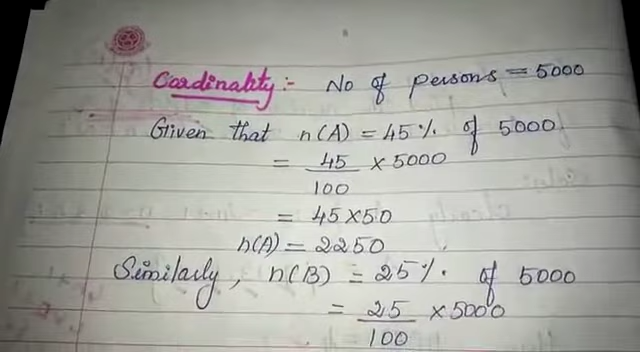 Cardinality:- No of persons = 5000
Given that n(A) = 45% of 5000
= 45/100 × 5000
= 45×50
n(A) = 2250
Similarly, n(B) = 25% of 5000
= 25/100 × 5000